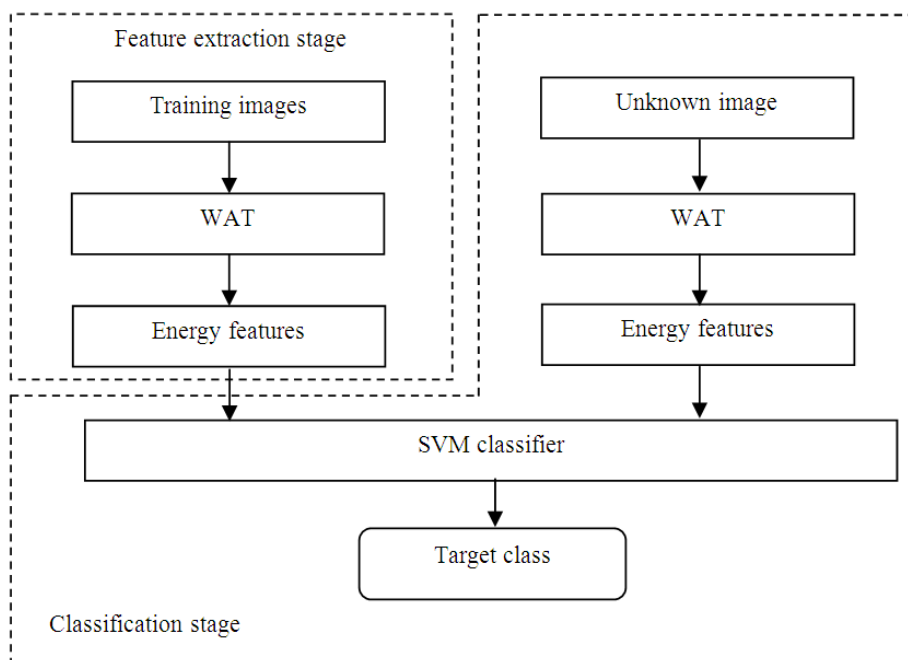 Feature extraction stage
Training images
WAT
Energy features
Unknown image
WAT
Energy features
SVM classifier
Target class
Classification stage